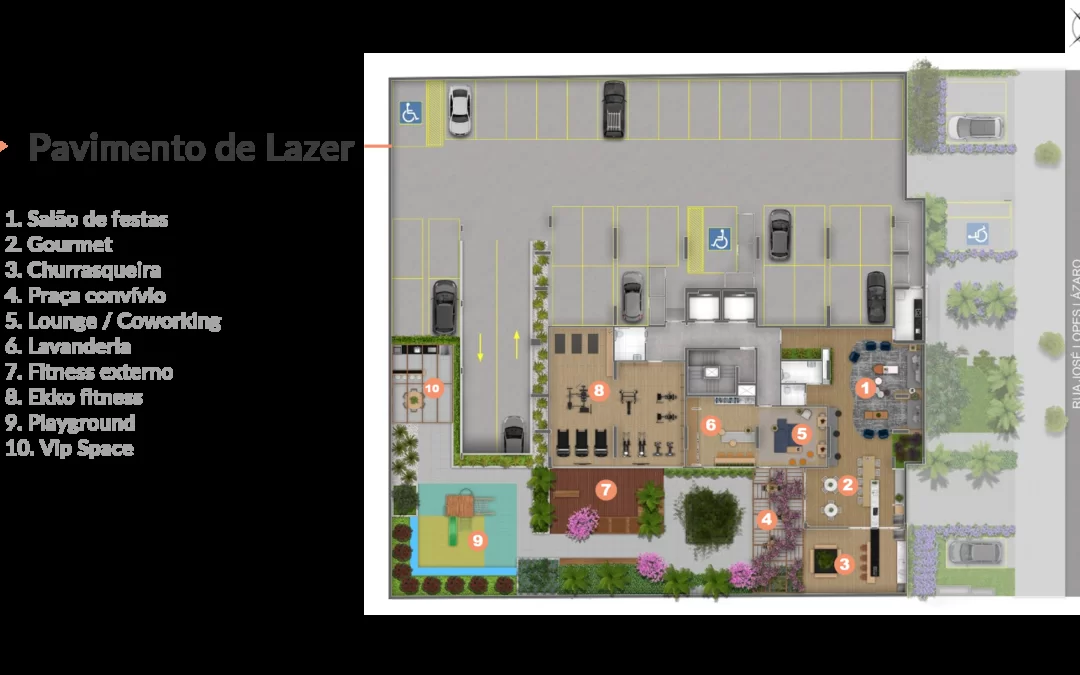 Pavimento de Lazer
1. Salão de festas
2. Gourmet
3. Churrasqueira
4. Praça convívio
5. Lounge / Coworking
6. Lavanderia
7. Fitness externo
8. Ekko fitness
9. Playground
10. Vip Space
RUA JOSÉ LOPES LÁZARO
10
8
1
6
5
2
7
4
9
3